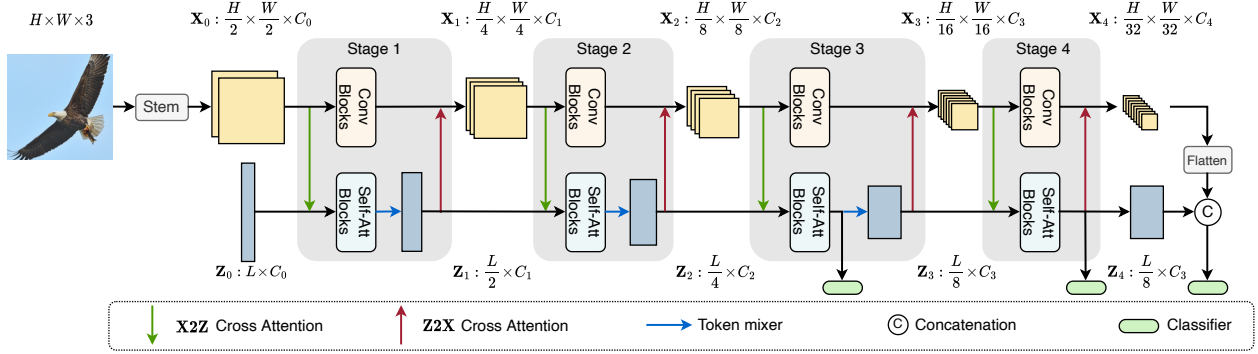 H×W×3
X₀ : H/2 × W/2 × C₀
X₁ : H/4 × W/4 × C₁
X₂ : H/8 × W/8 × C₂
X₃ : H/16 × W/16 × C₃
X₄ : H/32 × W/32 × C₄
Stage 1
Stage 2
Stage 3
Stage 4
Stem
Conv
Blocks
Conv
Blocks
Conv
Blocks
Conv
Blocks
Flatten
Self-Att
Blocks
Self-Att
Blocks
Self-Att
Blocks
Self-Att
Blocks
C
Z₀ : L×C₀
Z₁ : L/2 ×C₁
Z₂ : L/4 ×C₂
Z₃ : L/8 ×C₃
Z₄ : L/8 ×C₃
X2Z Cross Attention
Z2X Cross Attention
Token mixer
C Concatenation
Classifier